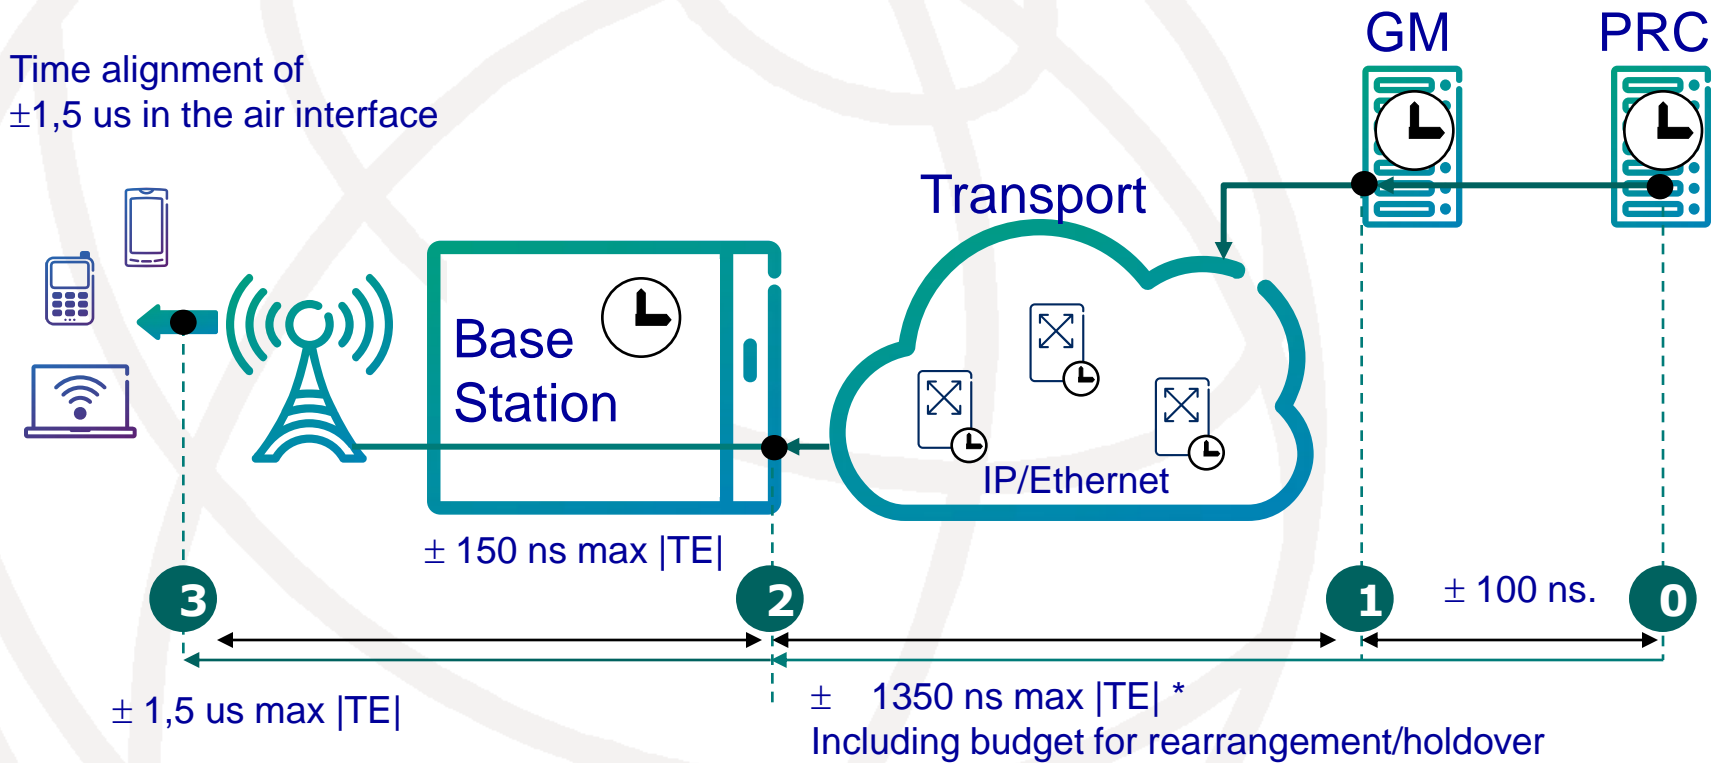 GM
PRC
Time alignment of
±1,5 us in the air interface
Transport
Base
Station
IP/Ethernet
± 150 ns max |TE|
3
2
1
± 100 ns.
0
± 1,5 us max |TE|
± 1350 ns max |TE| *
Including budget for rearrangement/holdover